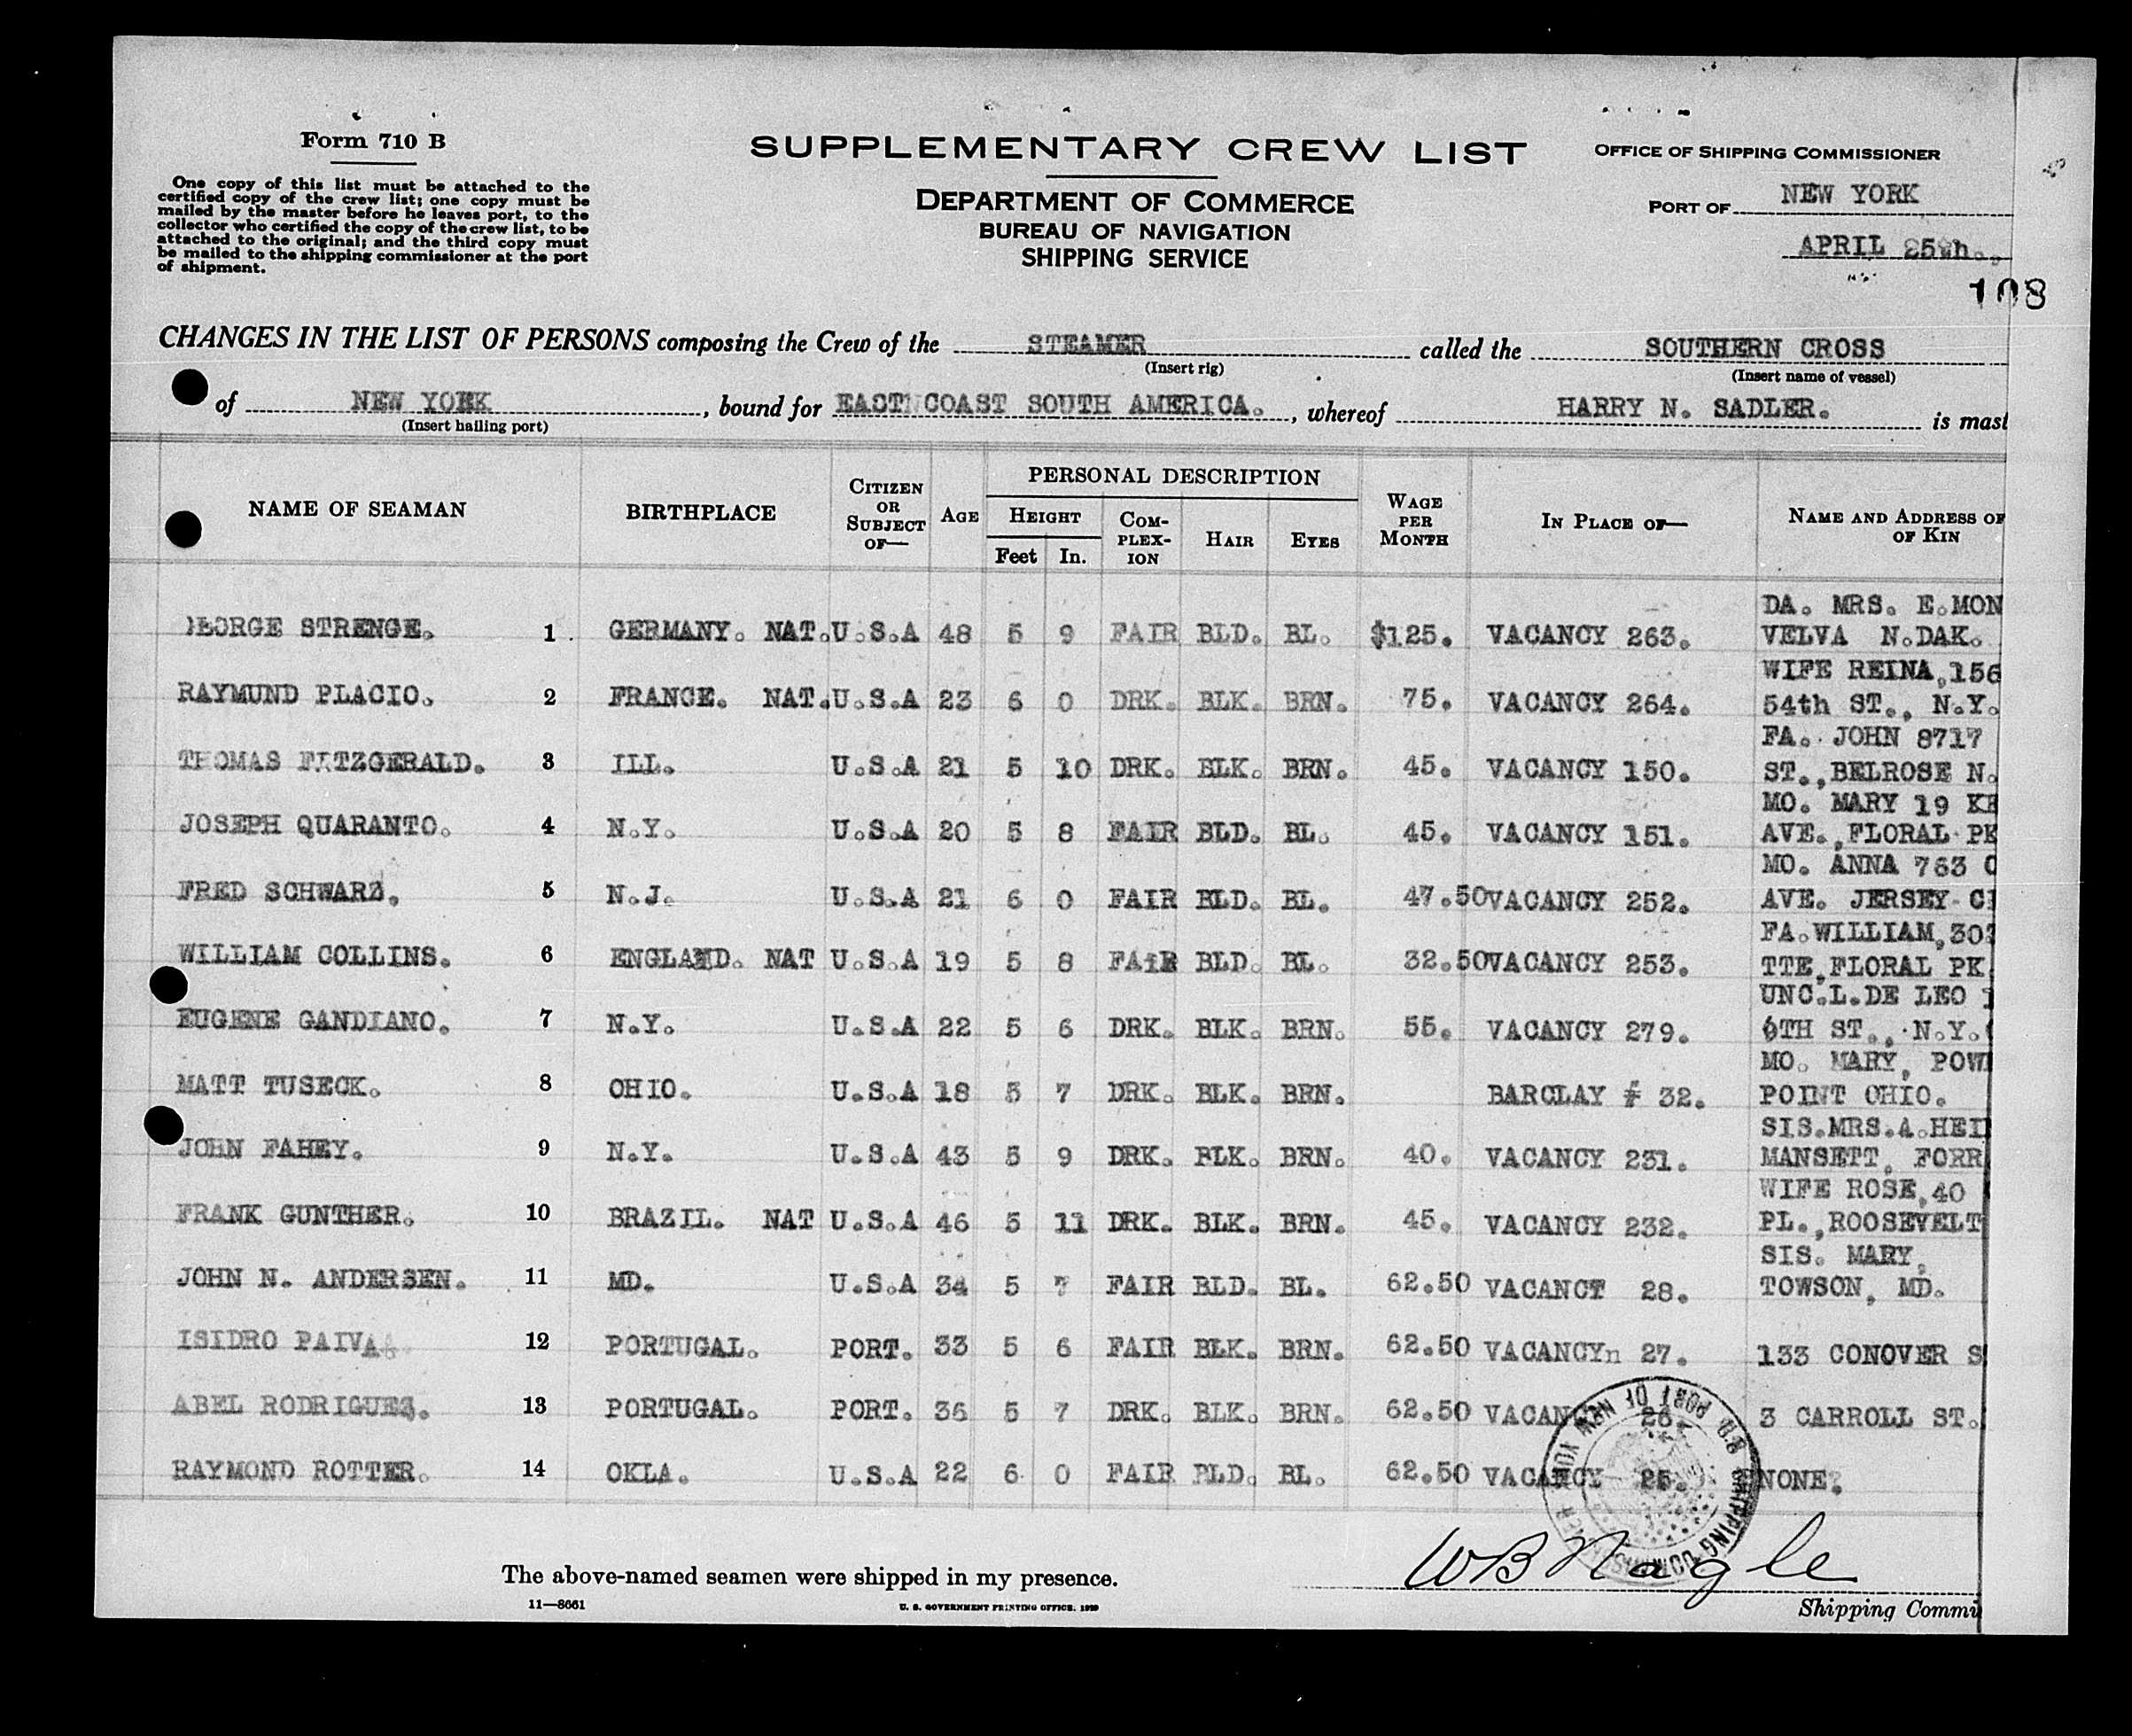 Form 710 B
One copy of this list must be attached to the
certified copy of the crew list; one copy must be
mailed by the master before he leaves port, to the
collector who certified the copy of the crew list, to be
attached to the original; and the third copy must
be mailed to the shipping commissioner at the port
of shipment.
SUPPLEMENTARY CREW LIST
DEPARTMENT OF COMMERCE
BUREAU OF NAVIGATION
SHIPPING SERVICE
OFFICE OF SHIPPING COMMISSIONER
PORT OF NEW YORK
APRIL 25th.,
108
CHANGES IN THE LIST OF PERSONS composing the Crew of the STEAMER called the SOUTHERN CROSS
(Insert rig) (Insert name of vessel)
of NEW YORK, bound for EAST COAST SOUTH AMERICA., whereof HARRY N. SADLER. is mast
(Insert hailing port)
NAME OF SEAMAN BIRTHPLACE CITIZEN OR SUBJECT OF— AGE PERSONAL DESCRIPTION HEIGHT Feet In. COMPLEXION HAIR EYES WAGE PER MONTH IN PLACE OF— NAME AND ADDRESS OF OF KIN
DA. MRS. E.MON
GEORGE STRENGE. 1 GERMANY. NAT. U.S.A 48 5 9 FAIR BLD. BL. $125. VACANCY 263. VELVA N.DAK.
WIFE REINA,156
RAYMUND PLACIO. 2 FRANCE. NAT. U.S.A 23 6 0 DRK. BLK. BRN. 75. VACANCY 264. 54th ST., N.Y.
FA. JOHN 8717
THOMAS FITZGERALD. 3 ILL. U.S.A 21 5 10 DRK. BLK. BRN. 45. VACANCY 150. ST.,BELROSE N.
MO. MARY 19
JOSEPH QUARANTO. 4 N.Y. U.S.A 20 5 8 FAIR BLD. BL. 45. VACANCY 151. AVE.,FLORAL PK
MO. ANNA 763
FRED SCHWARZ. 5 N.J. U.S.A 21 6 0 FAIR BLD. BL. 47.50 VACANCY 252. AVE. JERSEY
FA.WILLIAM,30
WILLIAM COLLINS. 6 ENGLAND. NAT U.S.A 19 5 8 FAIR BLD. BL. 32.50 VACANCY 253. TTE,FLORAL PK
UNC.L.DE LEO
EUGENE GANDIANO. 7 N.Y. U.S.A 22 5 6 DRK. BLK. BRN. 55. VACANCY 279. 6TH ST., N.Y.
MO. MARY, POW
MATT TUSECK. 8 OHIO. U.S.A 18 5 7 DRK. BLK. BRN. BARCLAY # 32. POINT OHIO.
SIS.MRS.A.HEI
JOHN FAHEY. 9 N.Y. U.S.A 43 5 9 DRK. BLK. BRN. 40. VACANCY 231. MANSETT, FORR
WIFE ROSE,40
FRANK GUNTHER. 10 BRAZIL. NAT U.S.A 46 5 11 DRK. BLK. BRN. 45. VACANCY 232. PL.,ROOSEVELT
SIS. MARY,
JOHN N. ANDERSEN. 11 MD. U.S.A 34 5 7 FAIR BLD. BL. 62.50 VACANCT 28. TOWSON, MD.
ISIDRO PAIVA 12 PORTUGAL. PORT. 33 5 6 FAIR BLK. BRN. 62.50 VACANCYn 27. 133 CONOVER S
ABEL RODRIGUES. 13 PORTUGAL. PORT. 36 5 7 DRK. BLK. BRN. 62.50 VACANCY 26. 3 CARROLL ST.
RAYMOND ROTTER. 14 OKLA. U.S.A 22 6 0 FAIR BLD. BL. 62.50 VACANCY 25. NONE.
U.S. SHIPPING COMMISSIONER PORT OF NEW YORK
WB Nagle
The above-named seamen were shipped in my presence.
Shipping Commi
11—8661 U. S. GOVERNMENT PRINTING OFFICE: 1929